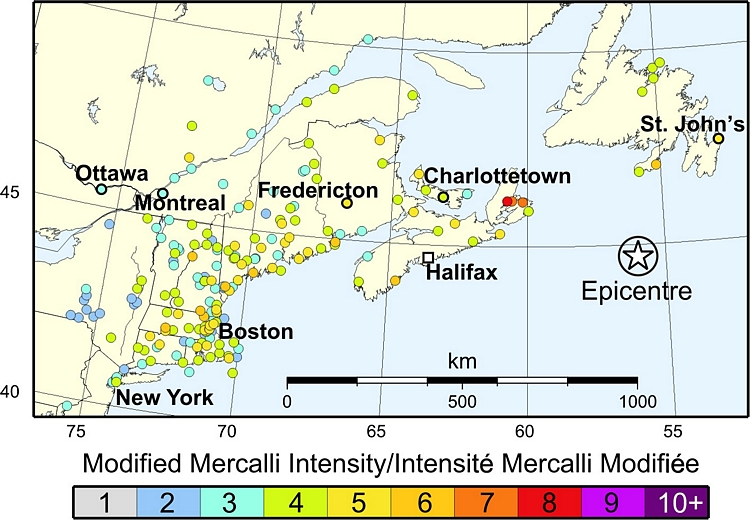 St. John's
Ottawa
Charlottetown
45
Montreal
Fredericton
Halifax
Epicentre
Boston
km
0 500 1000
40
New York
75 70 65 60 55
Modified Mercalli Intensity/Intensité Mercalli Modifiée
1 2 3 4 5 6 7 8 9 10+